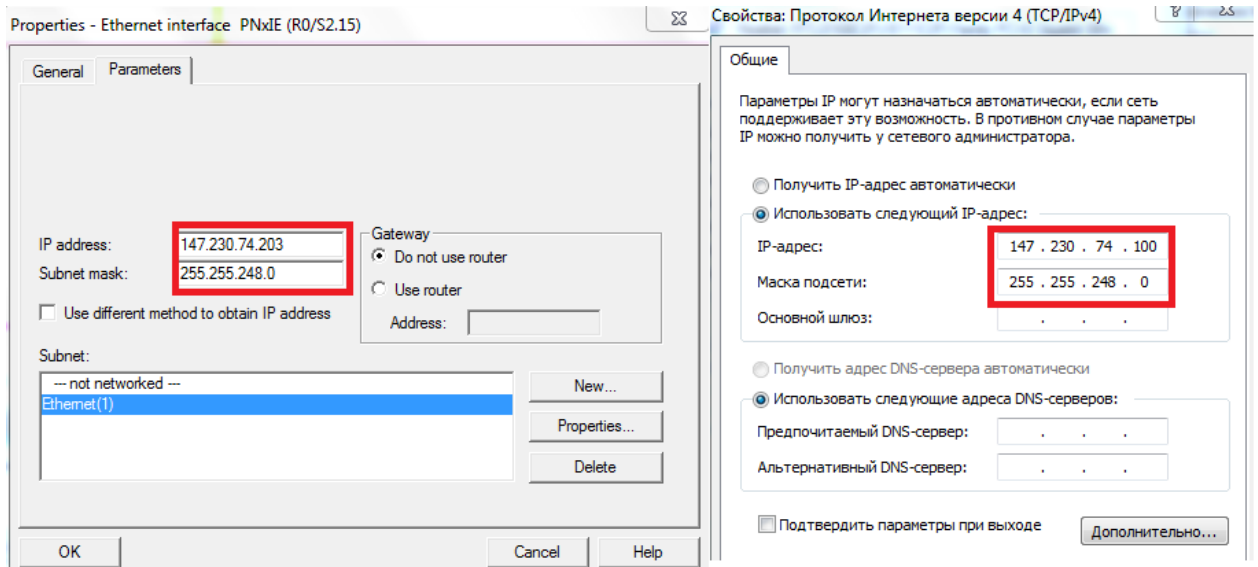 Properties - Ethernet interface PNxIE (R0/S2.15)
General
Parameters
IP address:
147.230.74.203
Subnet mask:
255.255.248.0
Use different method to obtain IP address
Gateway
Do not use router
Use router
Address:
Subnet:
--- not networked ---
Ethernet(1)
New...
Properties...
Delete
OK
Cancel
Help
Свойства: Протокол Интернета версии 4 (TCP/IPv4)
?
Общие
Параметры IP могут назначаться автоматически, если сеть
поддерживает эту возможность. В противном случае параметры
IP можно получить у сетевого администратора.
Получить IP-адрес автоматически
Использовать следующий IP-адрес:
IP-адрес:
147 . 230 . 74 . 100
Маска подсети:
255 . 255 . 248 . 0
Основной шлюз:
. . .
Получить адрес DNS-сервера автоматически
Использовать следующие адреса DNS-серверов:
Предпочитаемый DNS-сервер:
. . .
Альтернативный DNS-сервер:
. . .
Подтвердить параметры при выходе
Дополнительно...